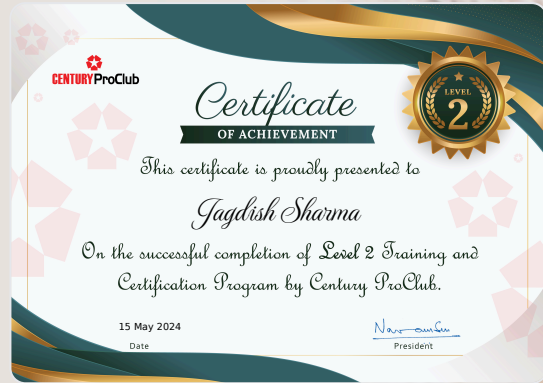 CENTURY ProClub
Certificate
OF ACHIEVEMENT
LEVEL
2
This certificate is proudly presented to
Jagdish Sharma
On the successful completion of Level 2 Training and
Certification Program by Century ProClub.
15 May 2024
Date
President